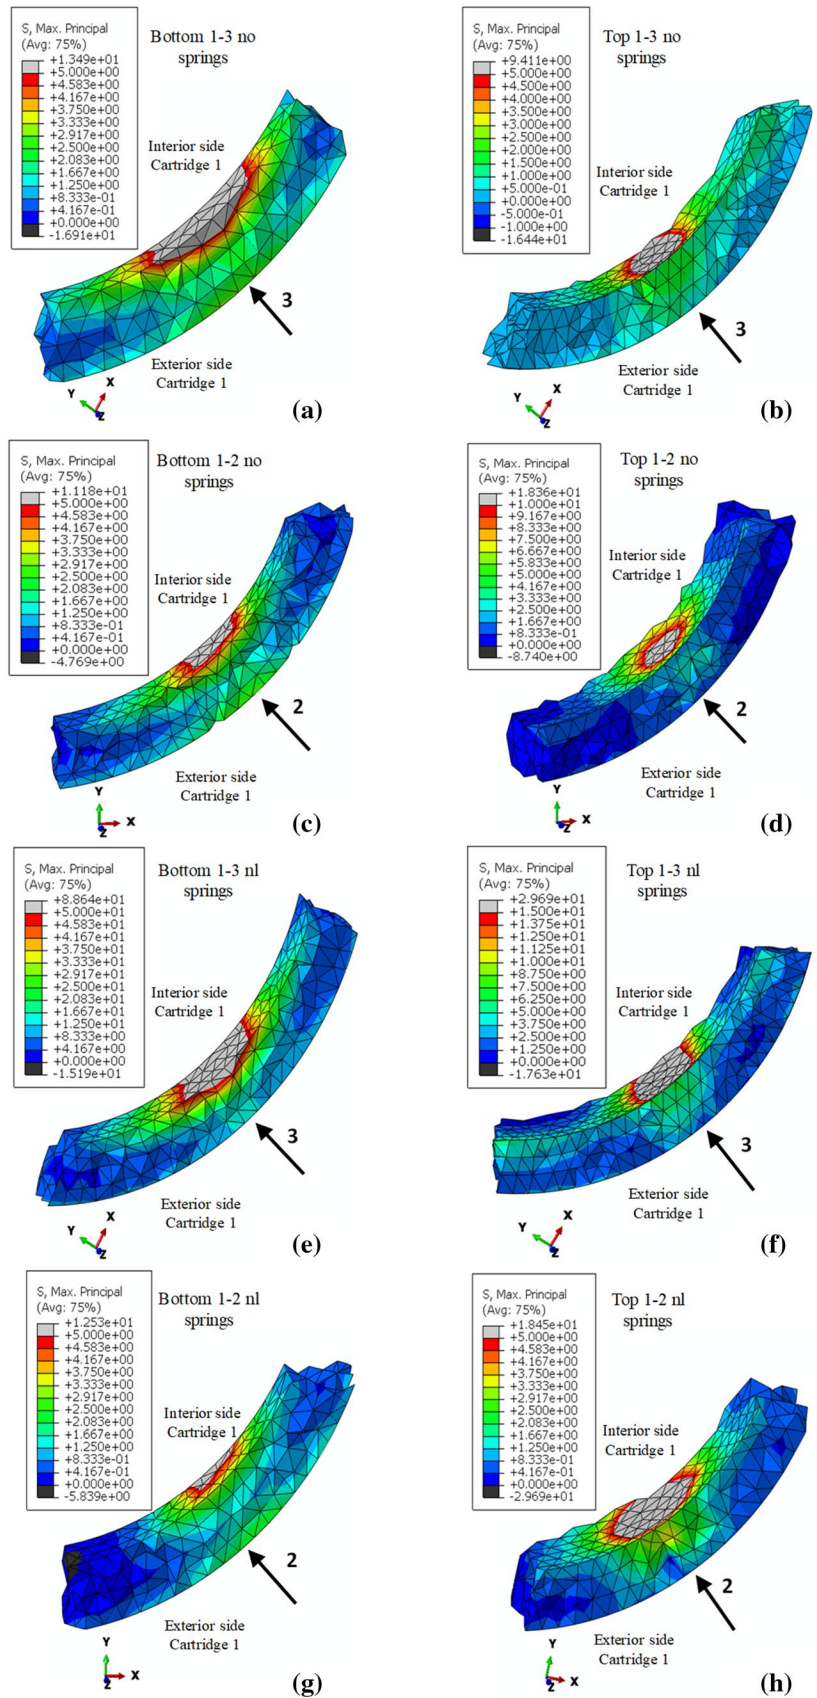 S, Max. Principal
(Avg: 75%)
+1.349e+01
+5.000e+00
+4.583e+00
+4.167e+00
+3.750e+00
+3.333e+00
+2.917e+00
+2.500e+00
+2.083e+00
+1.667e+00
+1.250e+00
+8.333e-01
+4.167e-01
+0.000e+00
-1.691e+01
Bottom 1-3 no
springs
Interior side
Cartridge 1
3
Exterior side
Cartridge 1
Y
X
Z
(a)
S, Max. Principal
(Avg: 75%)
+9.411e+00
+5.000e+00
+4.500e+00
+4.000e+00
+3.500e+00
+3.000e+00
+2.500e+00
+2.000e+00
+1.500e+00
+1.000e+00
+5.000e-01
+0.000e+00
-5.000e-01
-1.000e+00
-1.644e+01
Top 1-3 no
springs
Interior side
Cartridge 1
3
Exterior side
Cartridge 1
Y
X
Z
(b)
S, Max. Principal
(Avg: 75%)
+1.118e+01
+5.000e+00
+4.583e+00
+4.167e+00
+3.750e+00
+3.333e+00
+2.917e+00
+2.500e+00
+2.083e+00
+1.667e+00
+1.250e+00
+8.333e-01
+4.167e-01
+0.000e+00
-4.769e+00
Bottom 1-2 no
springs
Interior side
Cartridge 1
2
Exterior side
Cartridge 1
Y
X
Z
(c)
S, Max. Principal
(Avg: 75%)
+1.836e+01
+1.000e+01
+9.167e+00
+8.333e+00
+7.500e+00
+6.667e+00
+5.833e+00
+5.000e+00
+4.167e+00
+3.333e+00
+2.500e+00
+1.667e+00
+8.333e-01
+0.000e+00
-8.740e+00
Top 1-2 no
springs
Interior side
Cartridge 1
2
Exterior side
Cartridge 1
Y
X
Z
(d)
S, Max. Principal
(Avg: 75%)
+8.864e+01
+5.000e+01
+4.583e+01
+4.167e+01
+3.750e+01
+3.333e+01
+2.917e+01
+2.500e+01
+2.083e+01
+1.667e+01
+1.250e+01
+8.333e+00
+4.167e+00
+0.000e+00
-1.519e+01
Bottom 1-3 nl
springs
Interior side
Cartridge 1
3
Exterior side
Cartridge 1
Y
X
Z
(e)
S, Max. Principal
(Avg: 75%)
+2.969e+01
+1.500e+01
+1.375e+01
+1.250e+01
+1.125e+01
+1.000e+01
+8.750e+00
+7.500e+00
+6.250e+00
+5.000e+00
+3.750e+00
+2.500e+00
+1.250e+00
+0.000e+00
-1.763e+01
Top 1-3 nl
springs
Interior side
Cartridge 1
3
Exterior side
Cartridge 1
Y
X
Z
(f)
S, Max. Principal
(Avg: 75%)
+1.253e+01
+5.000e+00
+4.583e+00
+4.167e+00
+3.750e+00
+3.333e+00
+2.917e+00
+2.500e+00
+2.083e+00
+1.667e+00
+1.250e+00
+8.333e-01
+4.167e-01
+0.000e+00
-5.839e+00
Bottom 1-2 nl
springs
Interior side
Cartridge 1
2
Exterior side
Cartridge 1
Y
X
Z
(g)
S, Max. Principal
(Avg: 75%)
+1.845e+01
+5.000e+00
+4.583e+00
+4.167e+00
+3.750e+00
+3.333e+00
+2.917e+00
+2.500e+00
+2.083e+00
+1.667e+00
+1.250e+00
+8.333e-01
+4.167e-01
+0.000e+00
-2.969e+01
Top 1-2 nl
springs
Interior side
Cartridge 1
2
Exterior side
Cartridge 1
Y
X
Z
(h)